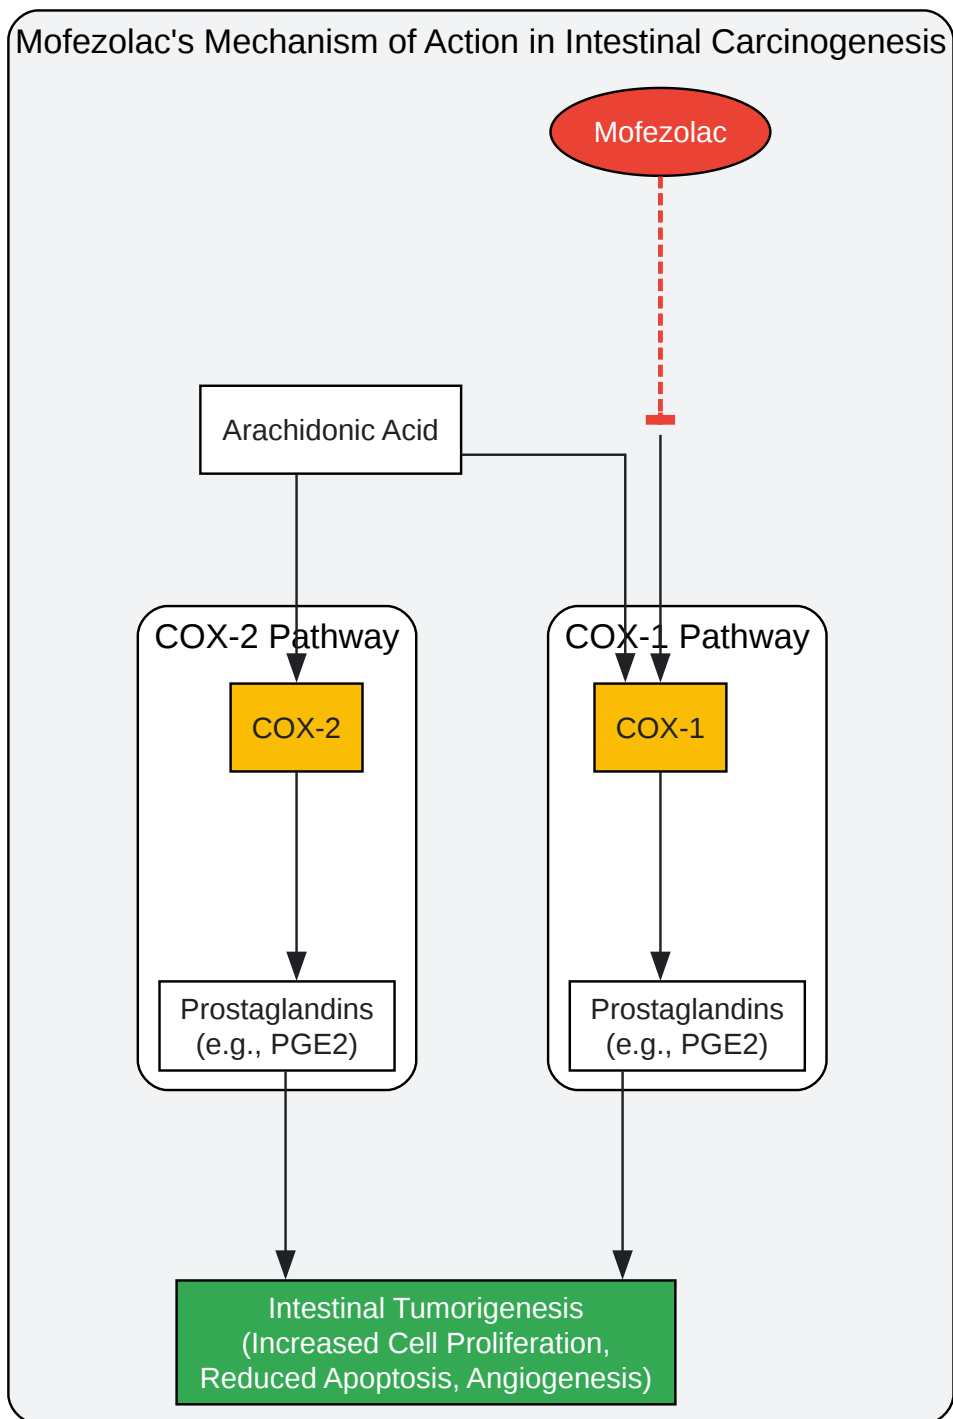 Mofezolac's Mechanism of Action in Intestinal Carcinogenesis
Mofezolac
Arachidonic Acid
COX-2 Pathway
COX-2
Prostaglandins
(e.g., PGE2)
COX-1 Pathway
COX-1
Prostaglandins
(e.g., PGE2)
Intestinal Tumorigenesis
(Increased Cell Proliferation,
Reduced Apoptosis, Angiogenesis)